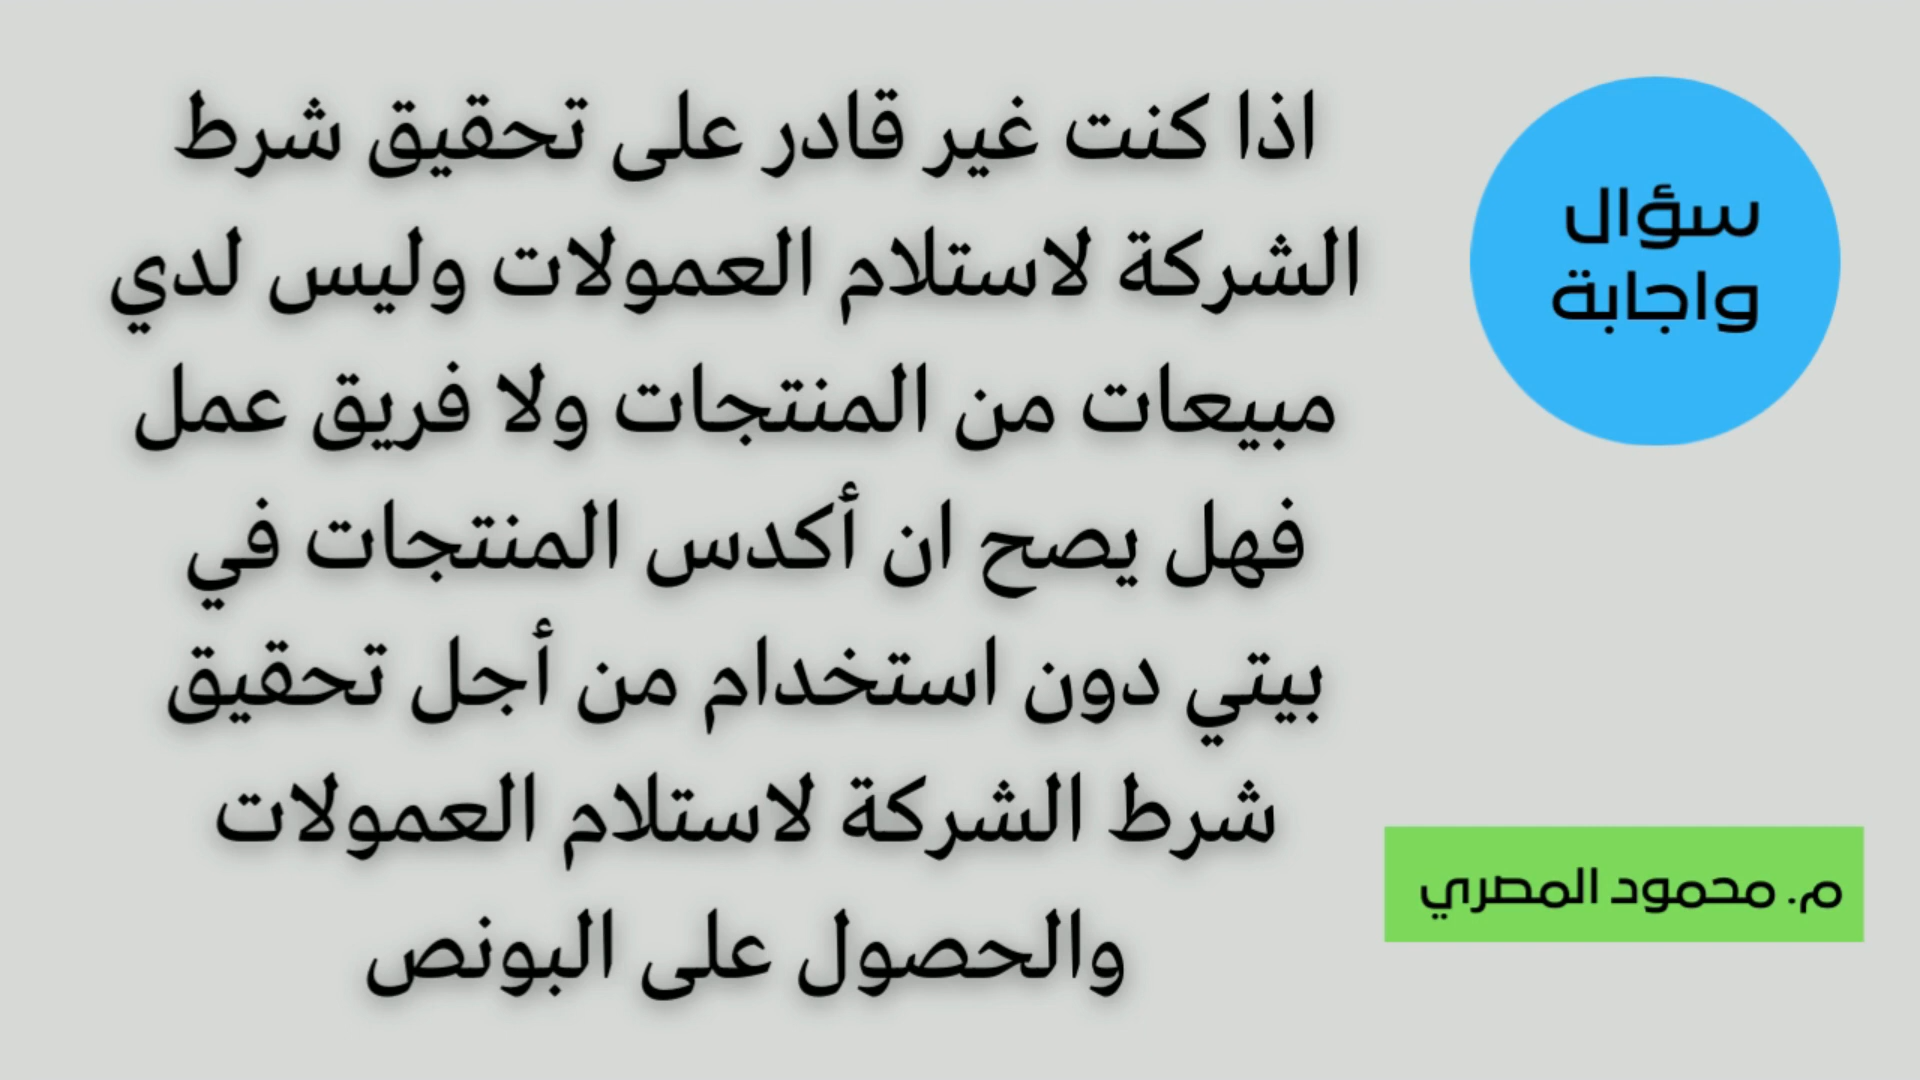 سؤال
واجابة
اذا كنت غير قادر على تحقيق شرط
الشركة لاستلام العمولات وليس لدي
مبيعات من المنتجات ولا فريق عمل
فهل يصح ان أكدس المنتجات في
بيتي دون استخدام من أجل تحقيق
شرط الشركة لاستلام العمولات
والحصول على البونص
م. محمود المصري